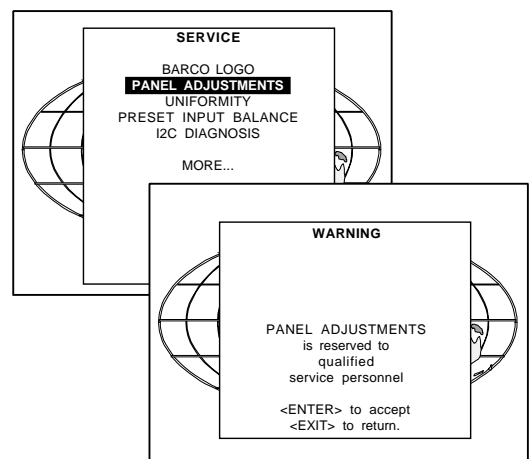 SERVICE
BARCO LOGO
PANEL ADJUSTMENTS
UNIFORMITY
PRESET INPUT BALANCE
I2C DIAGNOSIS
MORE...
WARNING
PANEL ADJUSTMENTS
is reserved to
qualified
service personnel
<ENTER> to accept
<EXIT> to return.